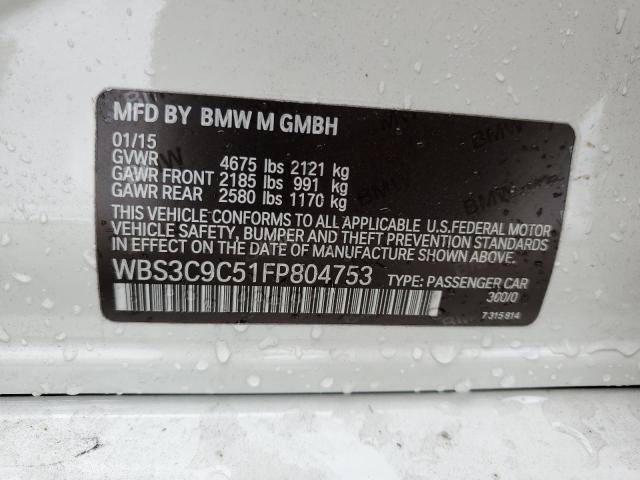 MFD BY BMW M GMBH
01/15
GVWR 4675 lbs 2121 kg
GAWR FRONT 2185 lbs 991 kg
GAWR REAR 2580 lbs 1170 kg
THIS VEHICLE CONFORMS TO ALL APPLICABLE U.S.FEDERAL MOTOR
VEHICLE SAFETY, BUMPER AND THEFT PREVENTION STANDARDS
IN EFFECT ON THE DATE OF MANUFACTURE SHOWN ABOVE.
WBS3C9C51FP804753 TYPE: PASSENGER CAR
300/0
7 315 814